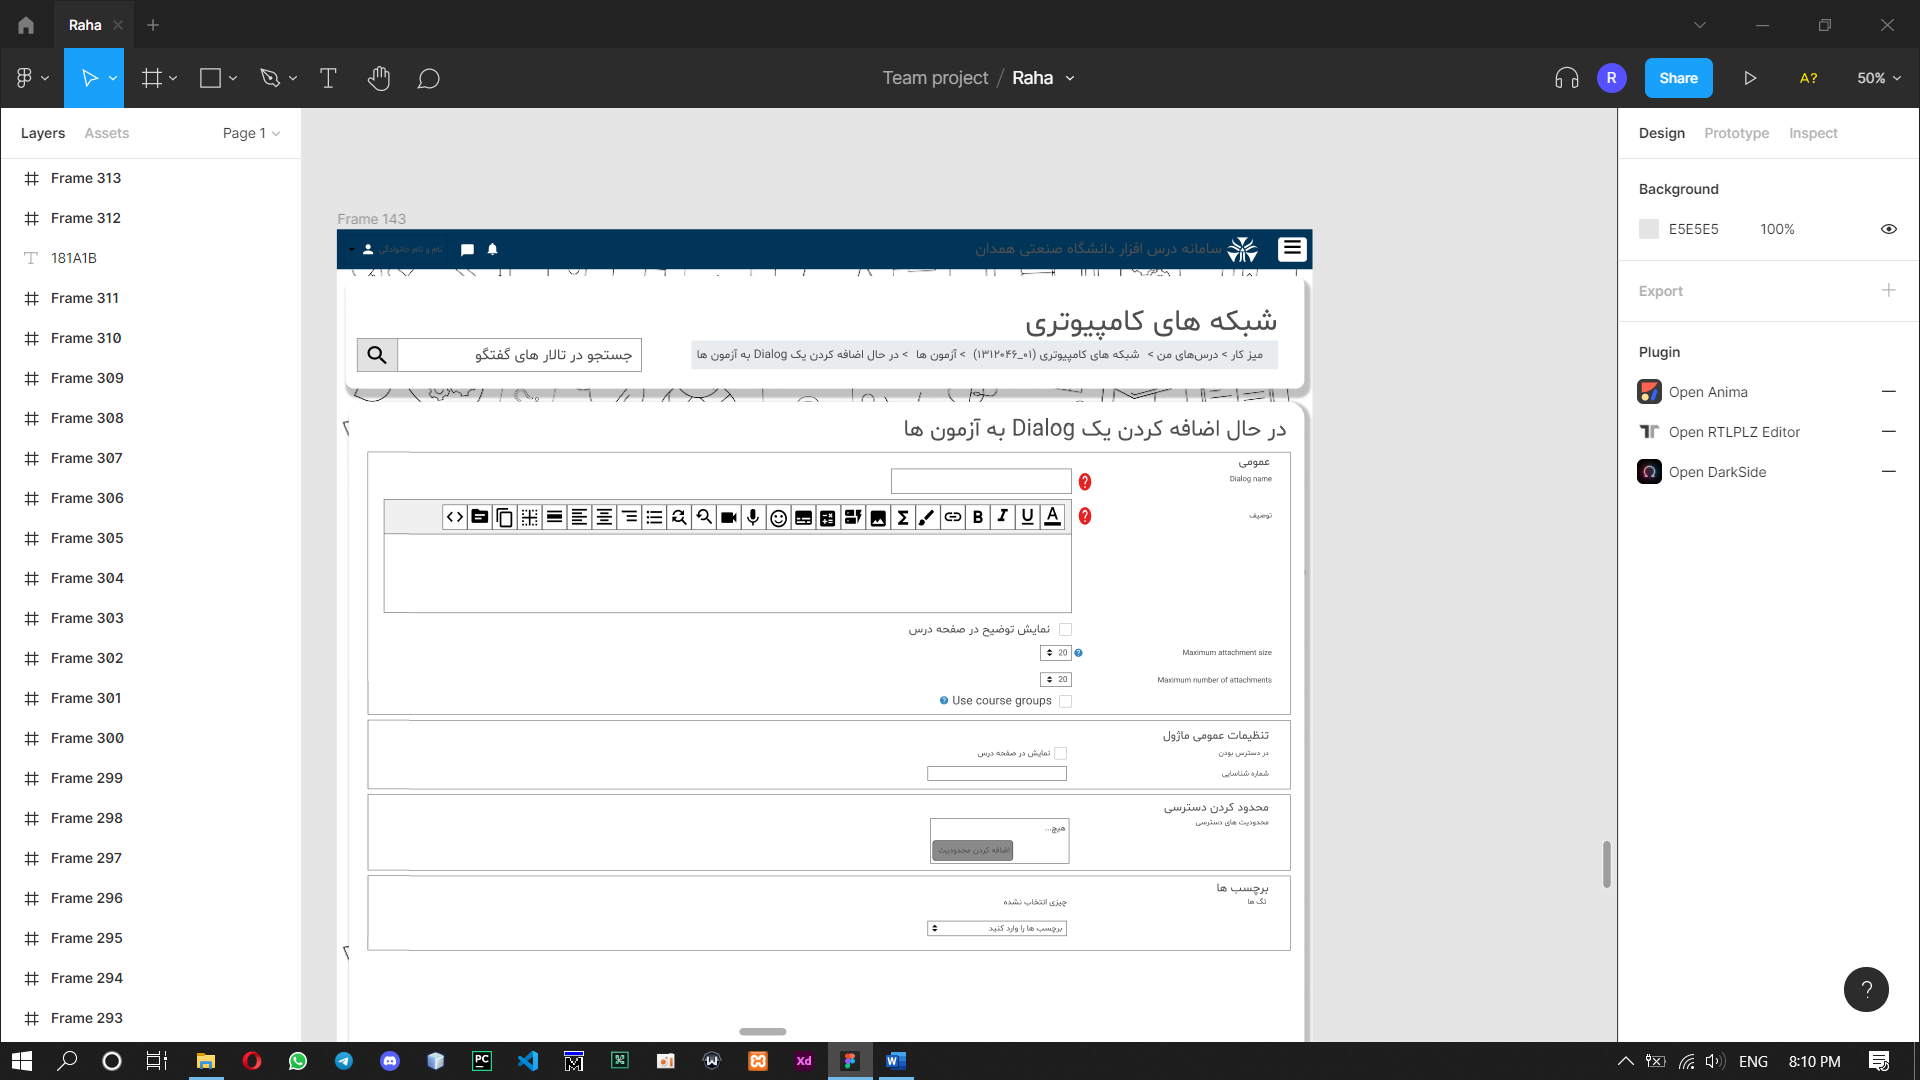 Raha
Team project / Raha
R
Share
A?
50%
Layers
Assets
Page 1
Frame 313
Frame 312
181A1B
Frame 311
Frame 310
Frame 309
Frame 308
Frame 307
Frame 306
Frame 305
Frame 304
Frame 303
Frame 302
Frame 301
Frame 300
Frame 299
Frame 298
Frame 297
Frame 296
Frame 295
Frame 294
Frame 293
Frame 143
سامانه درس افزار دانشگاه صنعتی همدان
نام و نام خانوادگی
شبکه های کامپیوتری
جستجو در تالار های گفتگو
میز کار > درس‌های من > شبکه های کامپیوتری (۱۳۱۲۰۴۶_۰۱) > آزمون ها > در حال اضافه کردن یک Dialog به آزمون ها
در حال اضافه کردن یک Dialog به آزمون ها
عمومی
Dialog name
توصیف
نمایش توضیح در صفحه درس
Maximum attachment size
20
Maximum number of attachments
20
Use course groups
تنظیمات عمومی ماژول
در دسترس بودن
نمایش در صفحه درس
شماره شناسایی
محدود کردن دسترسی
محدودیت های دسترسی
هیچ...
اضافه کردن محدودیت
برچسب ها
تگ ها
چیزی انتخاب نشده
برچسب ها را وارد کنید
Design
Prototype
Inspect
Background
E5E5E5
100%
Export
Plugin
Open Anima
Open RTLPLZ Editor
Open DarkSide
?
PC
Xd
W
ENG
8:10 PM